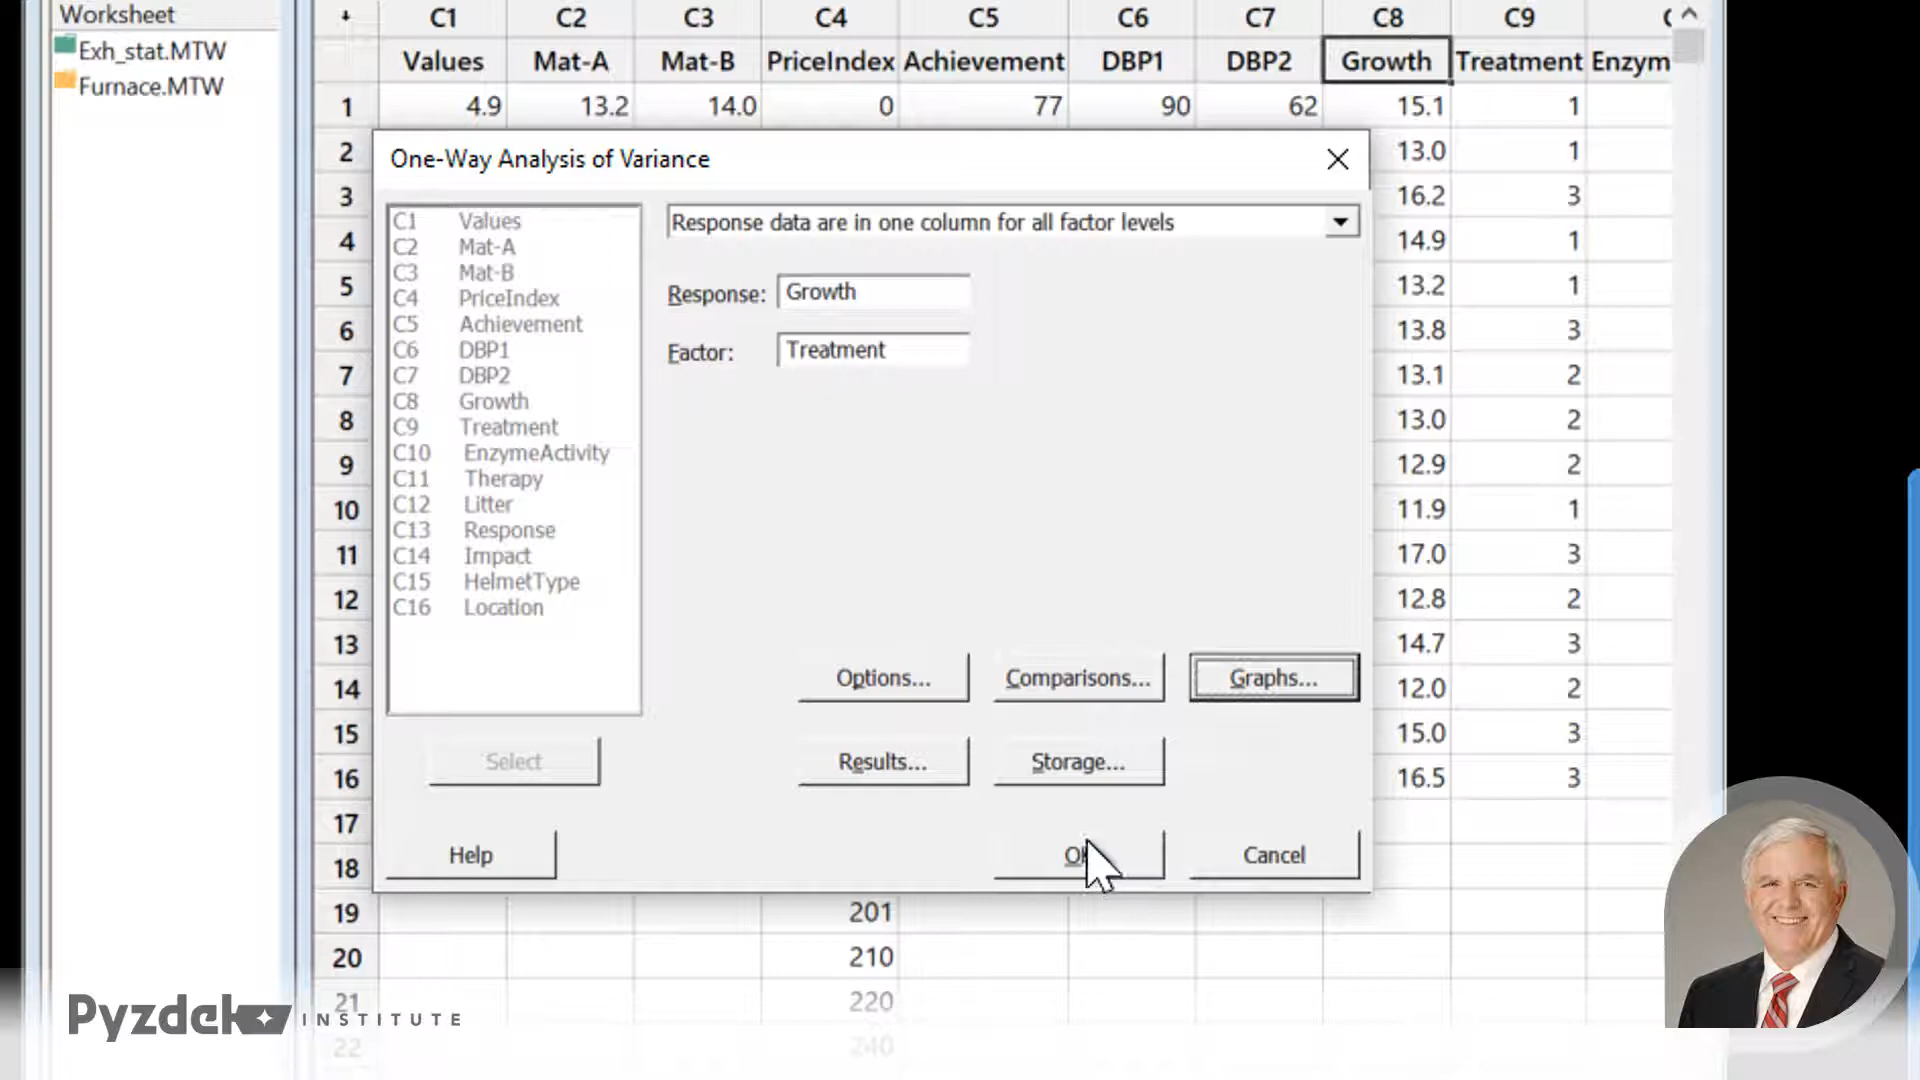 Worksheet
Exh_stat.MTW
Furnace.MTW
C1 C2 C3 C4 C5 C6 C7 C8 C9
Values Mat-A Mat-B PriceIndex Achievement DBP1 DBP2 Growth Treatment Enzym
1 4.9 13.2 14.0 0 77 90 62 15.1 1
2 13.0 1
3 16.2 3
4 14.9 1
5 13.2 1
6 13.8 3
7 13.1 2
8 13.0 2
9 12.9 2
10 11.9 1
11 17.0 3
12 12.8 2
13 14.7 3
14 12.0 2
15 15.0 3
16 16.5 3
17
18
19 201
20 210
21 220
22 240
One-Way Analysis of Variance
C1 Values
C2 Mat-A
C3 Mat-B
C4 PriceIndex
C5 Achievement
C6 DBP1
C7 DBP2
C8 Growth
C9 Treatment
C10 EnzymeActivity
C11 Therapy
C12 Litter
C13 Response
C14 Impact
C15 HelmetType
C16 Location
Response data are in one column for all factor levels
Response: Growth
Factor: Treatment
Options... Comparisons... Graphs...
Select Results... Storage...
Help Cancel
Pyzdek INSTITUTE